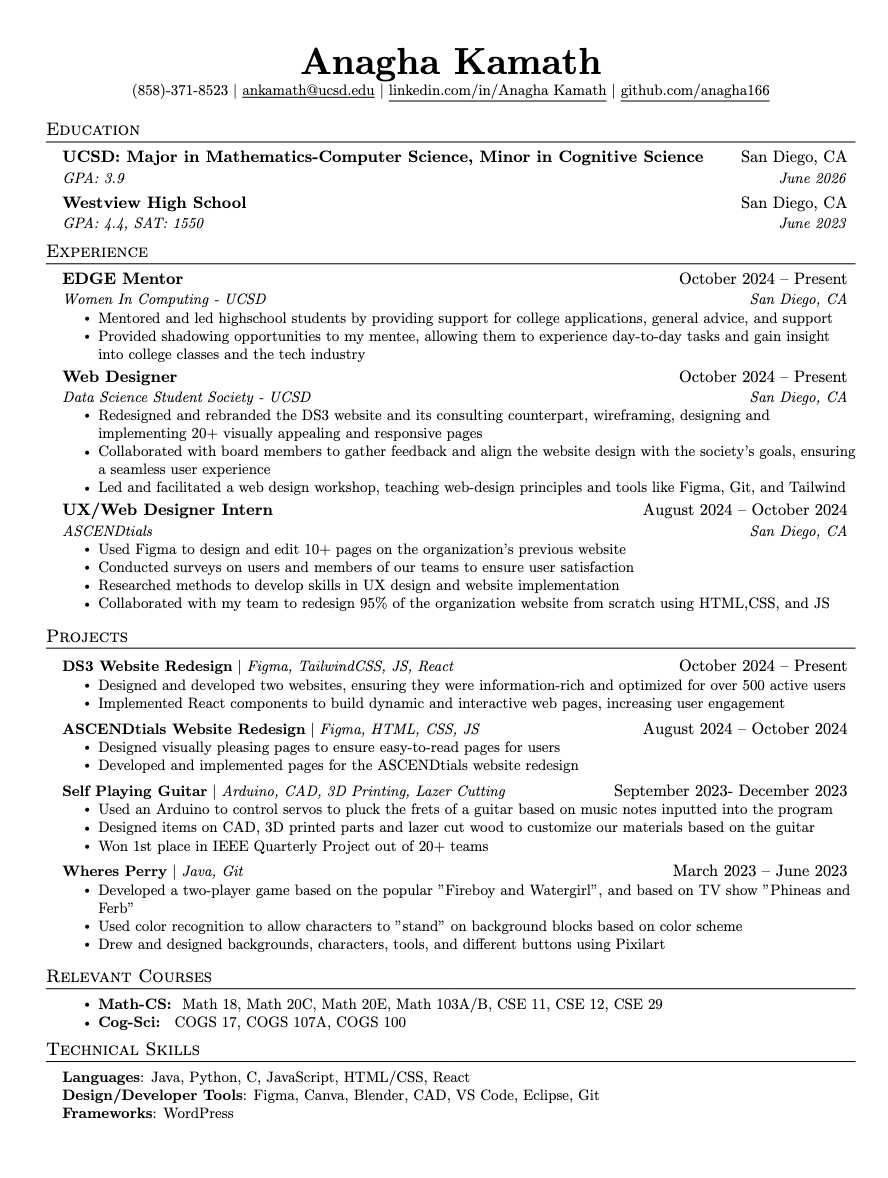 Anagha Kamath
(858)-371-8523 | ankamath@ucsd.edu | linkedin.com/in/Anagha Kamath | github.com/anagha166
Education
UCSD: Major in Mathematics-Computer Science, Minor in Cognitive Science San Diego, CA
GPA: 3.9 June 2026
Westview High School San Diego, CA
GPA: 4.4, SAT: 1550 June 2023
Experience
EDGE Mentor October 2024 – Present
Women In Computing - UCSD San Diego, CA
• Mentored and led highschool students by providing support for college applications, general advice, and support
• Provided shadowing opportunities to my mentee, allowing them to experience day-to-day tasks and gain insight
into college classes and the tech industry
Web Designer October 2024 – Present
Data Science Student Society - UCSD San Diego, CA
• Redesigned and rebranded the DS3 website and its consulting counterpart, wireframing, designing and
implementing 20+ visually appealing and responsive pages
• Collaborated with board members to gather feedback and align the website design with the society's goals, ensuring
a seamless user experience
• Led and facilitated a web design workshop, teaching web-design principles and tools like Figma, Git, and Tailwind
UX/Web Designer Intern August 2024 – October 2024
ASCENDtials San Diego, CA
• Used Figma to design and edit 10+ pages on the organization's previous website
• Conducted surveys on users and members of our teams to ensure user satisfaction
• Researched methods to develop skills in UX design and website implementation
• Collaborated with my team to redesign 95% of the organization website from scratch using HTML,CSS, and JS
Projects
DS3 Website Redesign | Figma, TailwindCSS, JS, React October 2024 – Present
• Designed and developed two websites, ensuring they were information-rich and optimized for over 500 active users
• Implemented React components to build dynamic and interactive web pages, increasing user engagement
ASCENDtials Website Redesign | Figma, HTML, CSS, JS August 2024 – October 2024
• Designed visually pleasing pages to ensure easy-to-read pages for users
• Developed and implemented pages for the ASCENDtials website redesign
Self Playing Guitar | Arduino, CAD, 3D Printing, Lazer Cutting September 2023- December 2023
• Used an Arduino to control servos to pluck the frets of a guitar based on music notes inputted into the program
• Designed items on CAD, 3D printed parts and lazer cut wood to customize our materials based on the guitar
• Won 1st place in IEEE Quarterly Project out of 20+ teams
Wheres Perry | Java, Git March 2023 – June 2023
• Developed a two-player game based on the popular "Fireboy and Watergirl", and based on TV show "Phineas and
Ferb"
• Used color recognition to allow characters to "stand" on background blocks based on color scheme
• Drew and designed backgrounds, characters, tools, and different buttons using Pixilart
Relevant Courses
• Math-CS: Math 18, Math 20C, Math 20E, Math 103A/B, CSE 11, CSE 12, CSE 29
• Cog-Sci: COGS 17, COGS 107A, COGS 100
Technical Skills
Languages: Java, Python, C, JavaScript, HTML/CSS, React
Design/Developer Tools: Figma, Canva, Blender, CAD, VS Code, Eclipse, Git
Frameworks: WordPress